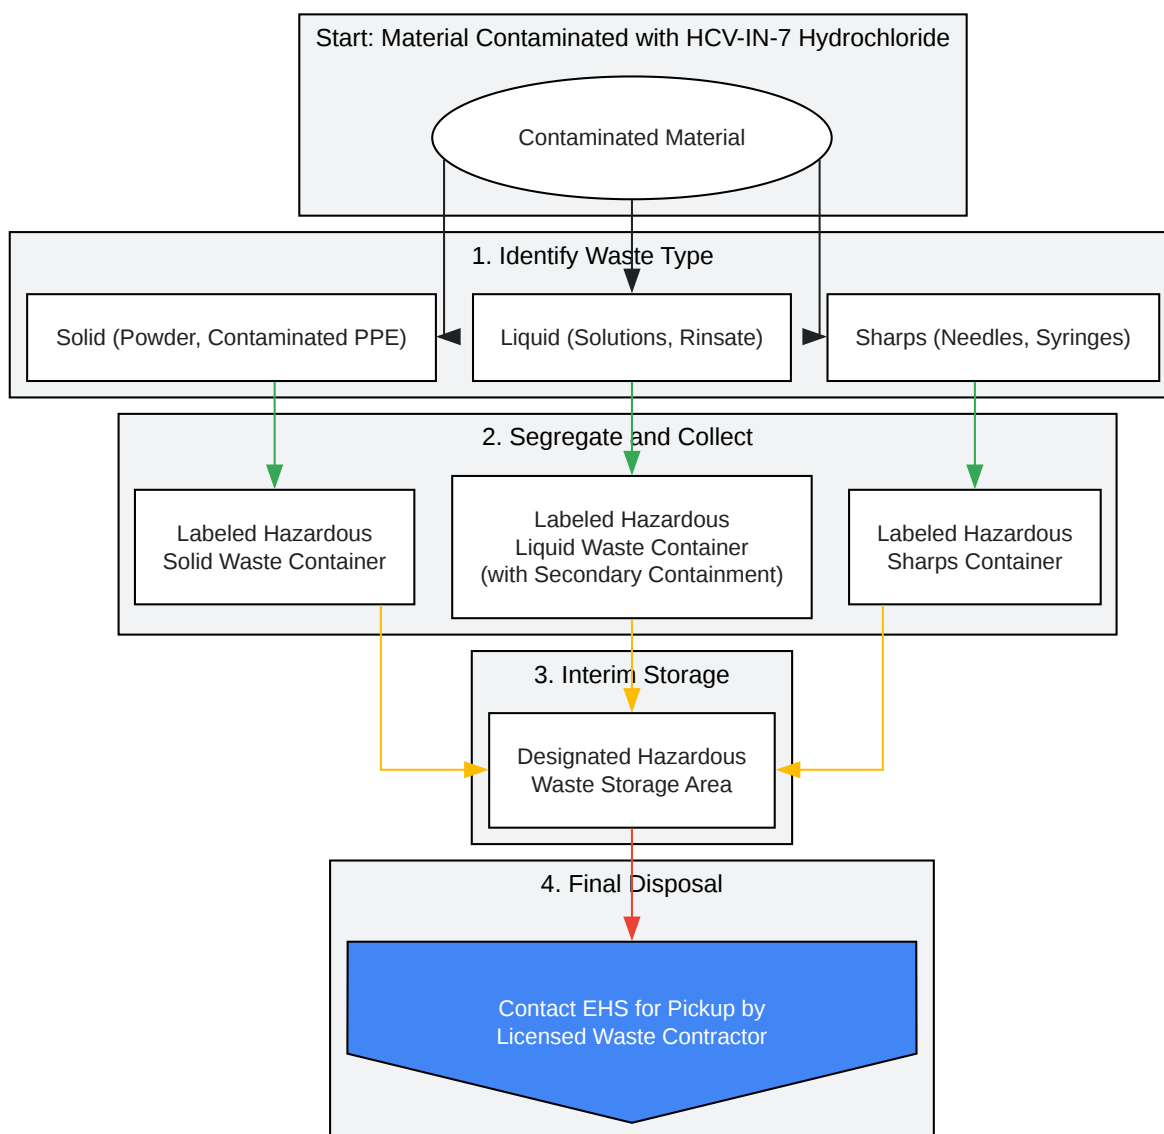 Start: Material Contaminated with HCV-IN-7 Hydrochloride
Contaminated Material
1. Identify Waste Type
Solid (Powder, Contaminated PPE)
Liquid (Solutions, Rinsate)
Sharps (Needles, Syringes)
2. Segregate and Collect
Labeled Hazardous
Solid Waste Container
Labeled Hazardous
Liquid Waste Container
(with Secondary Containment)
Labeled Hazardous
Sharps Container
3. Interim Storage
Designated Hazardous
Waste Storage Area
4. Final Disposal
Contact EHS for Pickup by
Licensed Waste Contractor